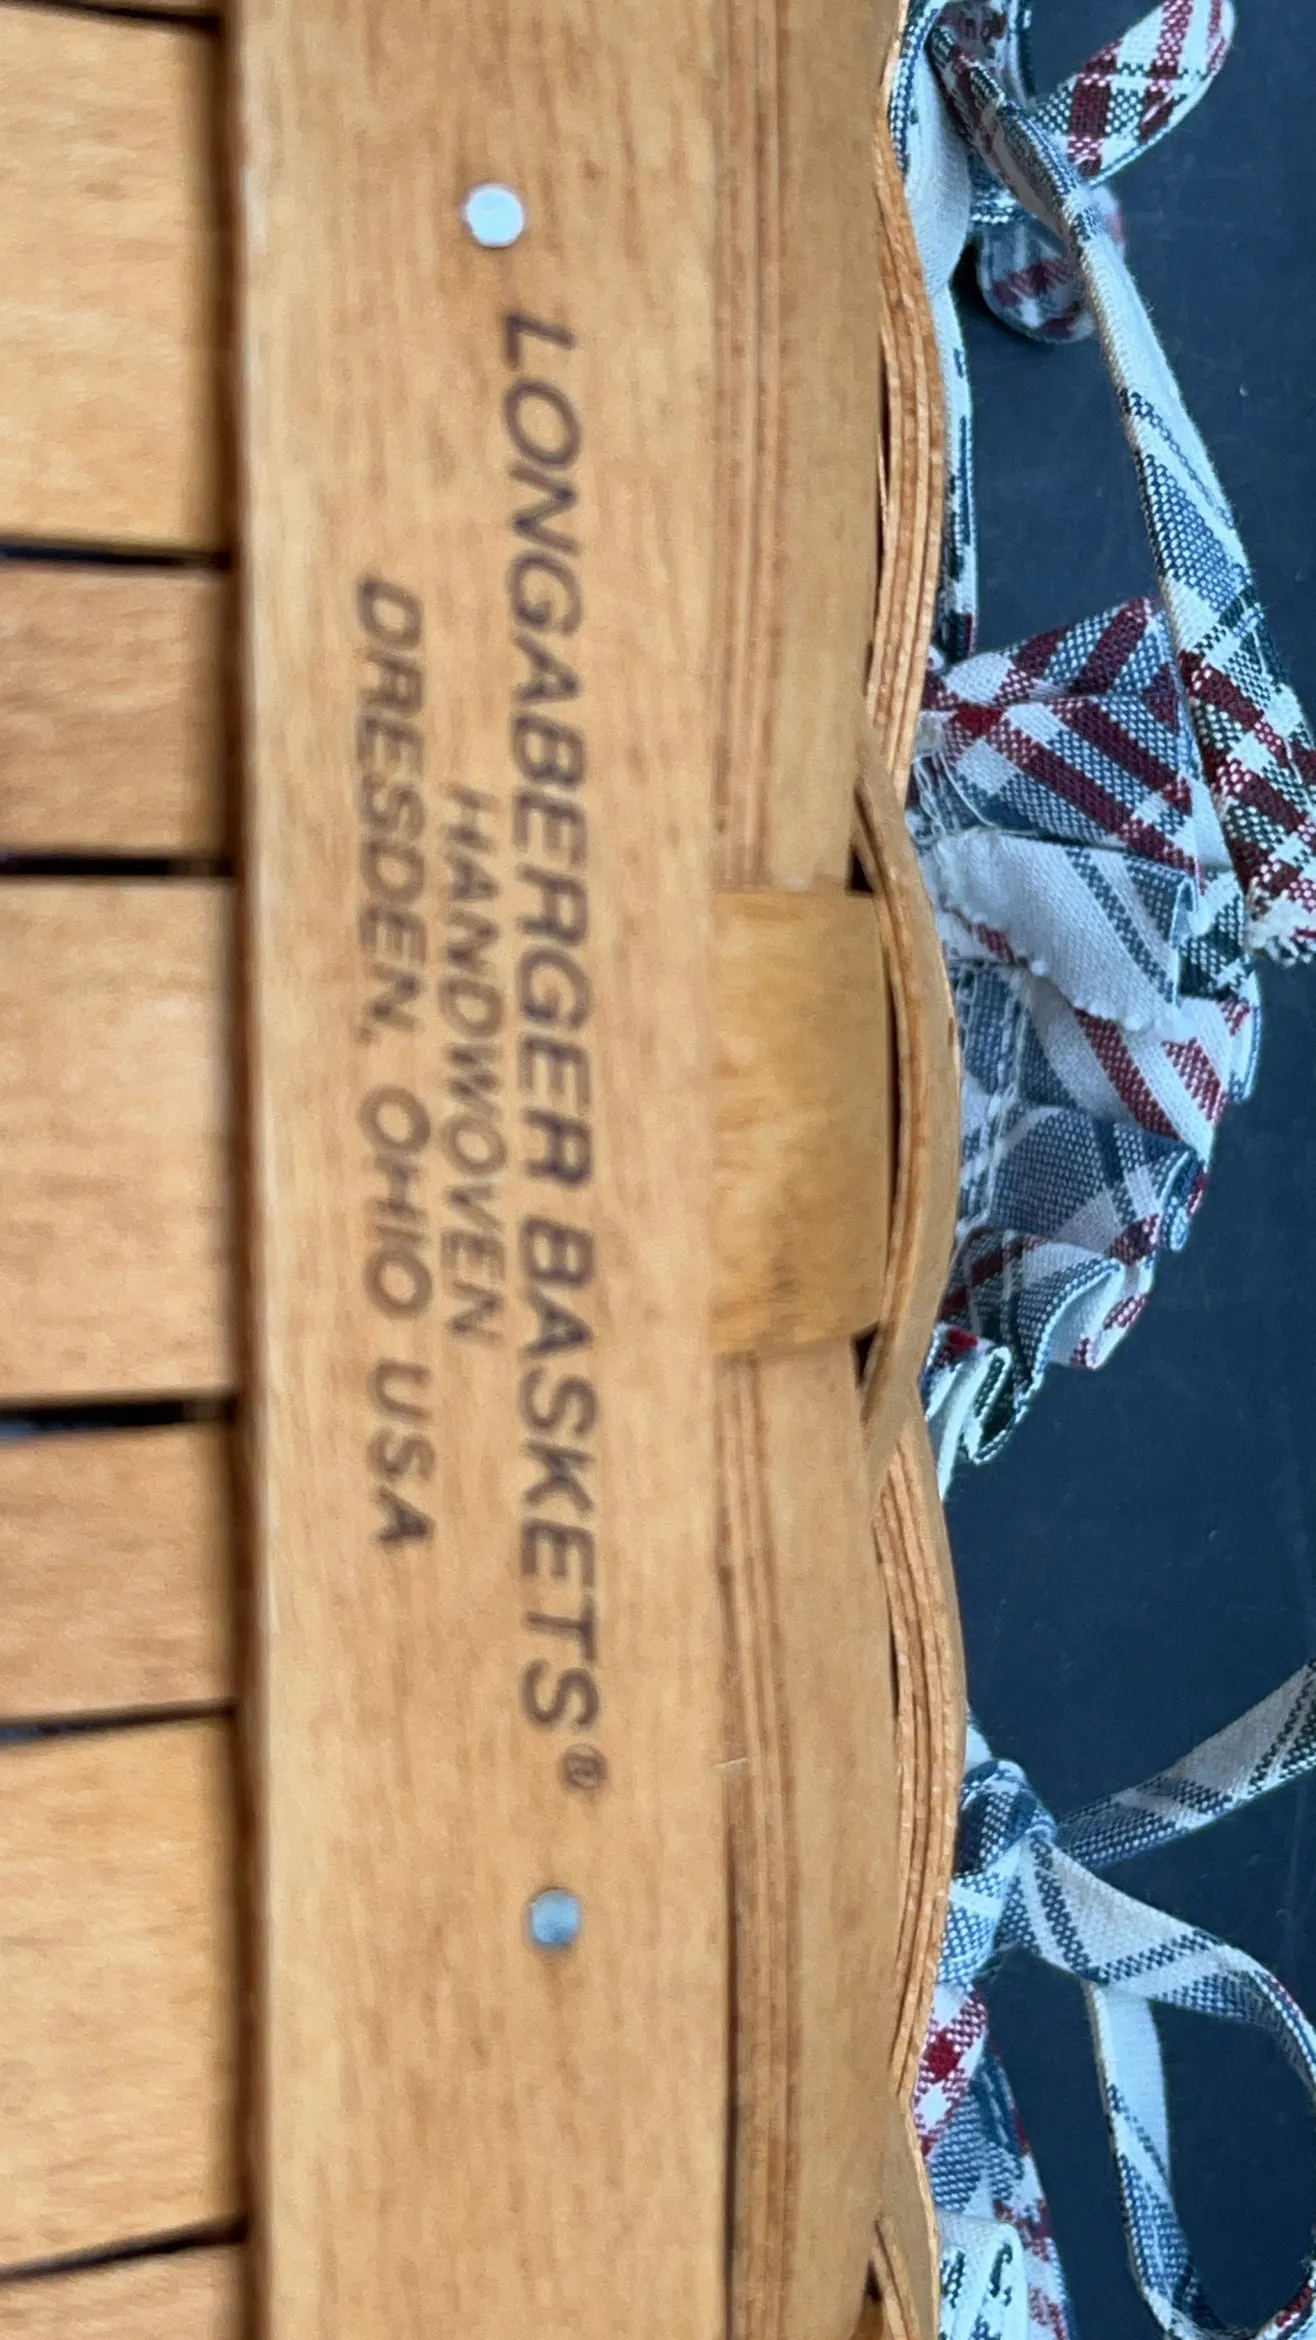 LONGABERGER BASKETS®
HANDWOVEN
DRESDEN, OHIO USA